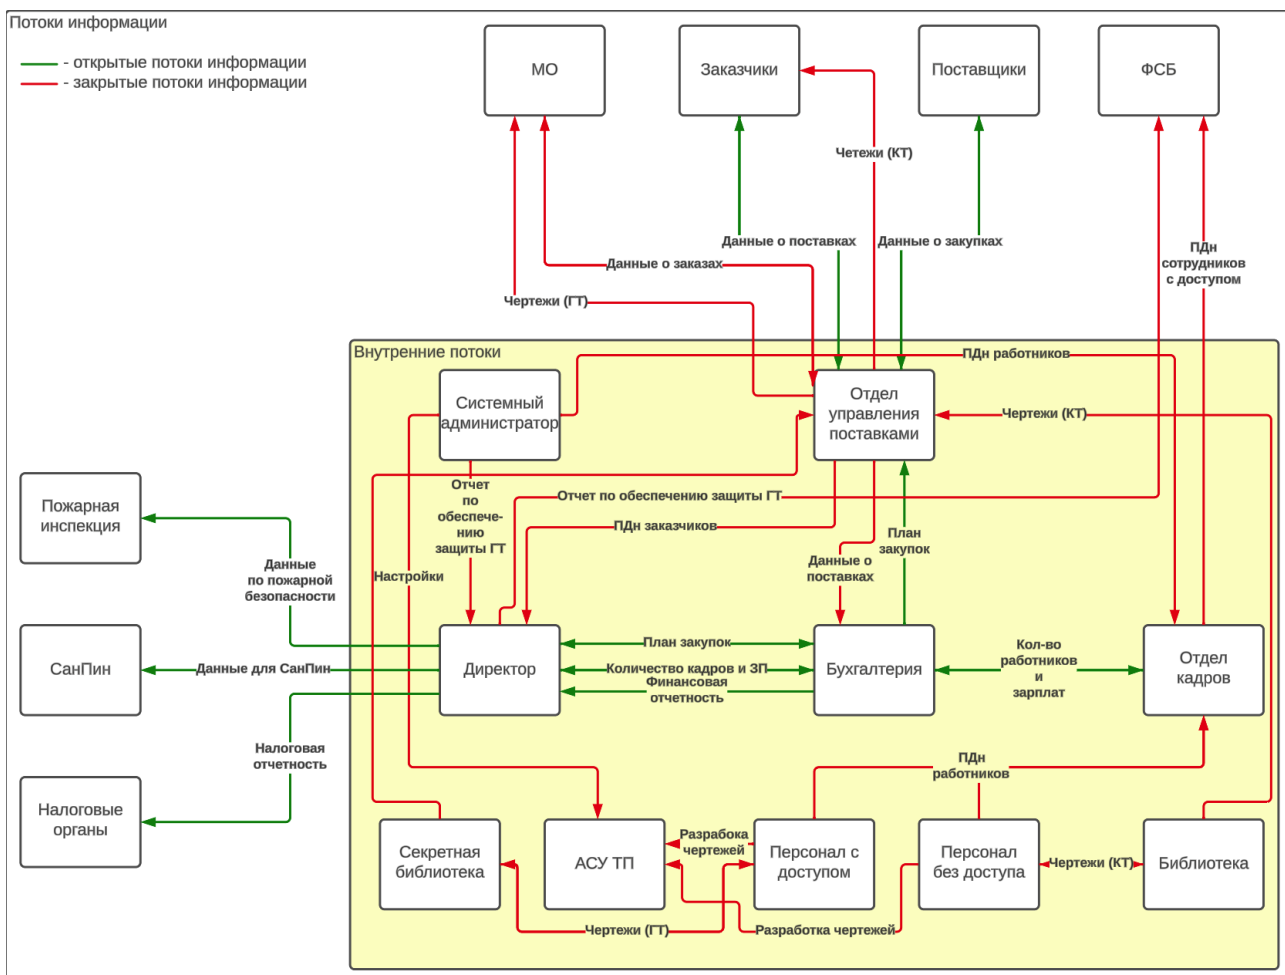 Потоки информации
- открытые потоки информации
- закрытые потоки информации
МО
Заказчики
Поставщики
ФСБ
Четежи (КТ)
Данные о поставках
Данные о закупках
ПДн
сотрудников
с доступом
Данные о заказах
Чертежи (ГТ)
Внутренние потоки
ПДн работников
Системный
администратор
Отдел
управления
поставками
Чертежи (КТ)
Отчет
по
обеспече-
нию
защиты ГТ
Отчет по обеспечению защиты ГТ
ПДн заказчиков
План
закупок
Данные о
поставках
Настройки
Пожарная
инспекция
Данные
по пожарной
безопасности
СанПин
Данные для СанПин
Директор
План закупок
Количество кадров и ЗП
Финансовая
отчетность
Бухгалтерия
Кол-во
работников
и
зарплат
Отдел
кадров
Налоговая
отчетность
Налоговые
органы
ПДн
работников
Секретная
библиотека
АСУ ТП
Разрабока
чертежей
Персонал с
доступом
Персонал
без доступа
Чертежи (КТ)
Библиотека
Чертежи (ГТ)
Разработка чертежей